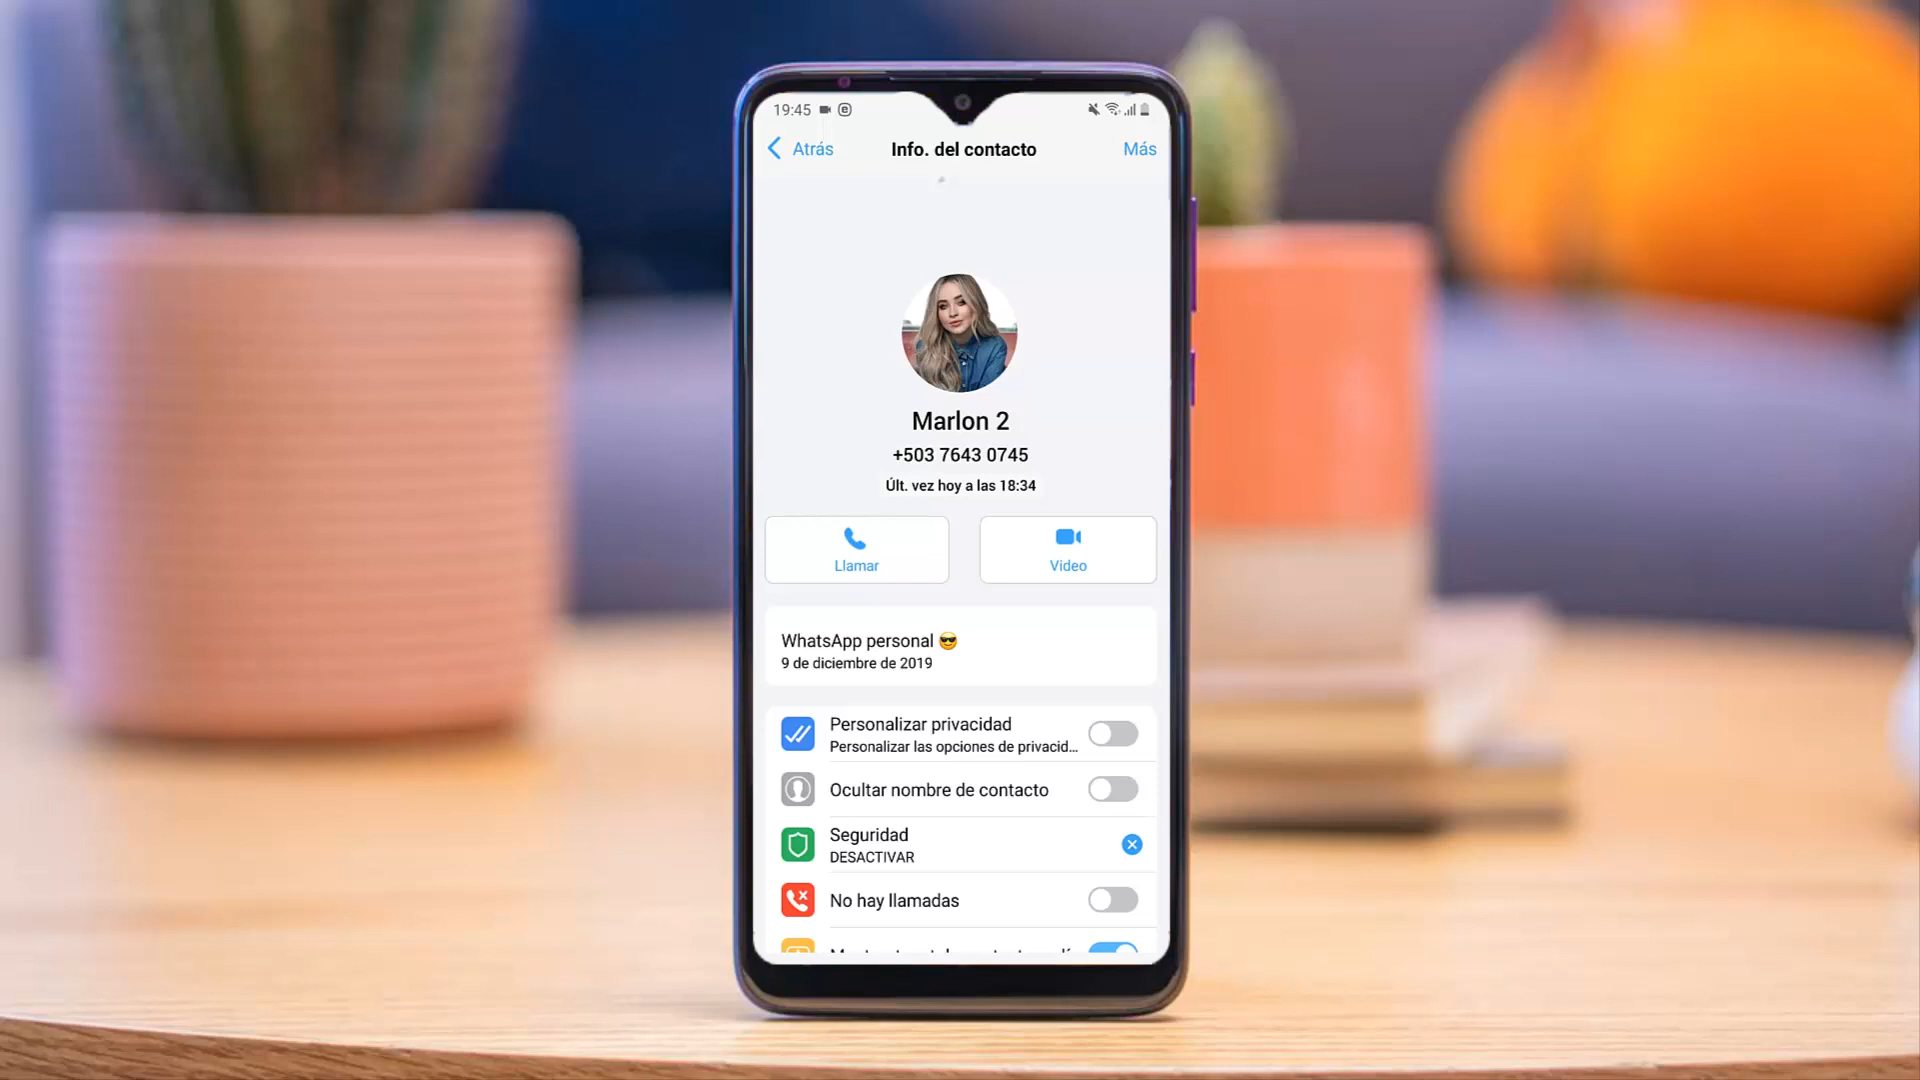 19:45
Atrás
Info. del contacto
Más
Marlon 2
+503 7643 0745
Últ. vez hoy a las 18:34
Llamar
Video
WhatsApp personal 😎
9 de diciembre de 2019
Personalizar privacidad
Personalizar las opciones de privacid...
Ocultar nombre de contacto
Seguridad
DESACTIVAR
No hay llamadas